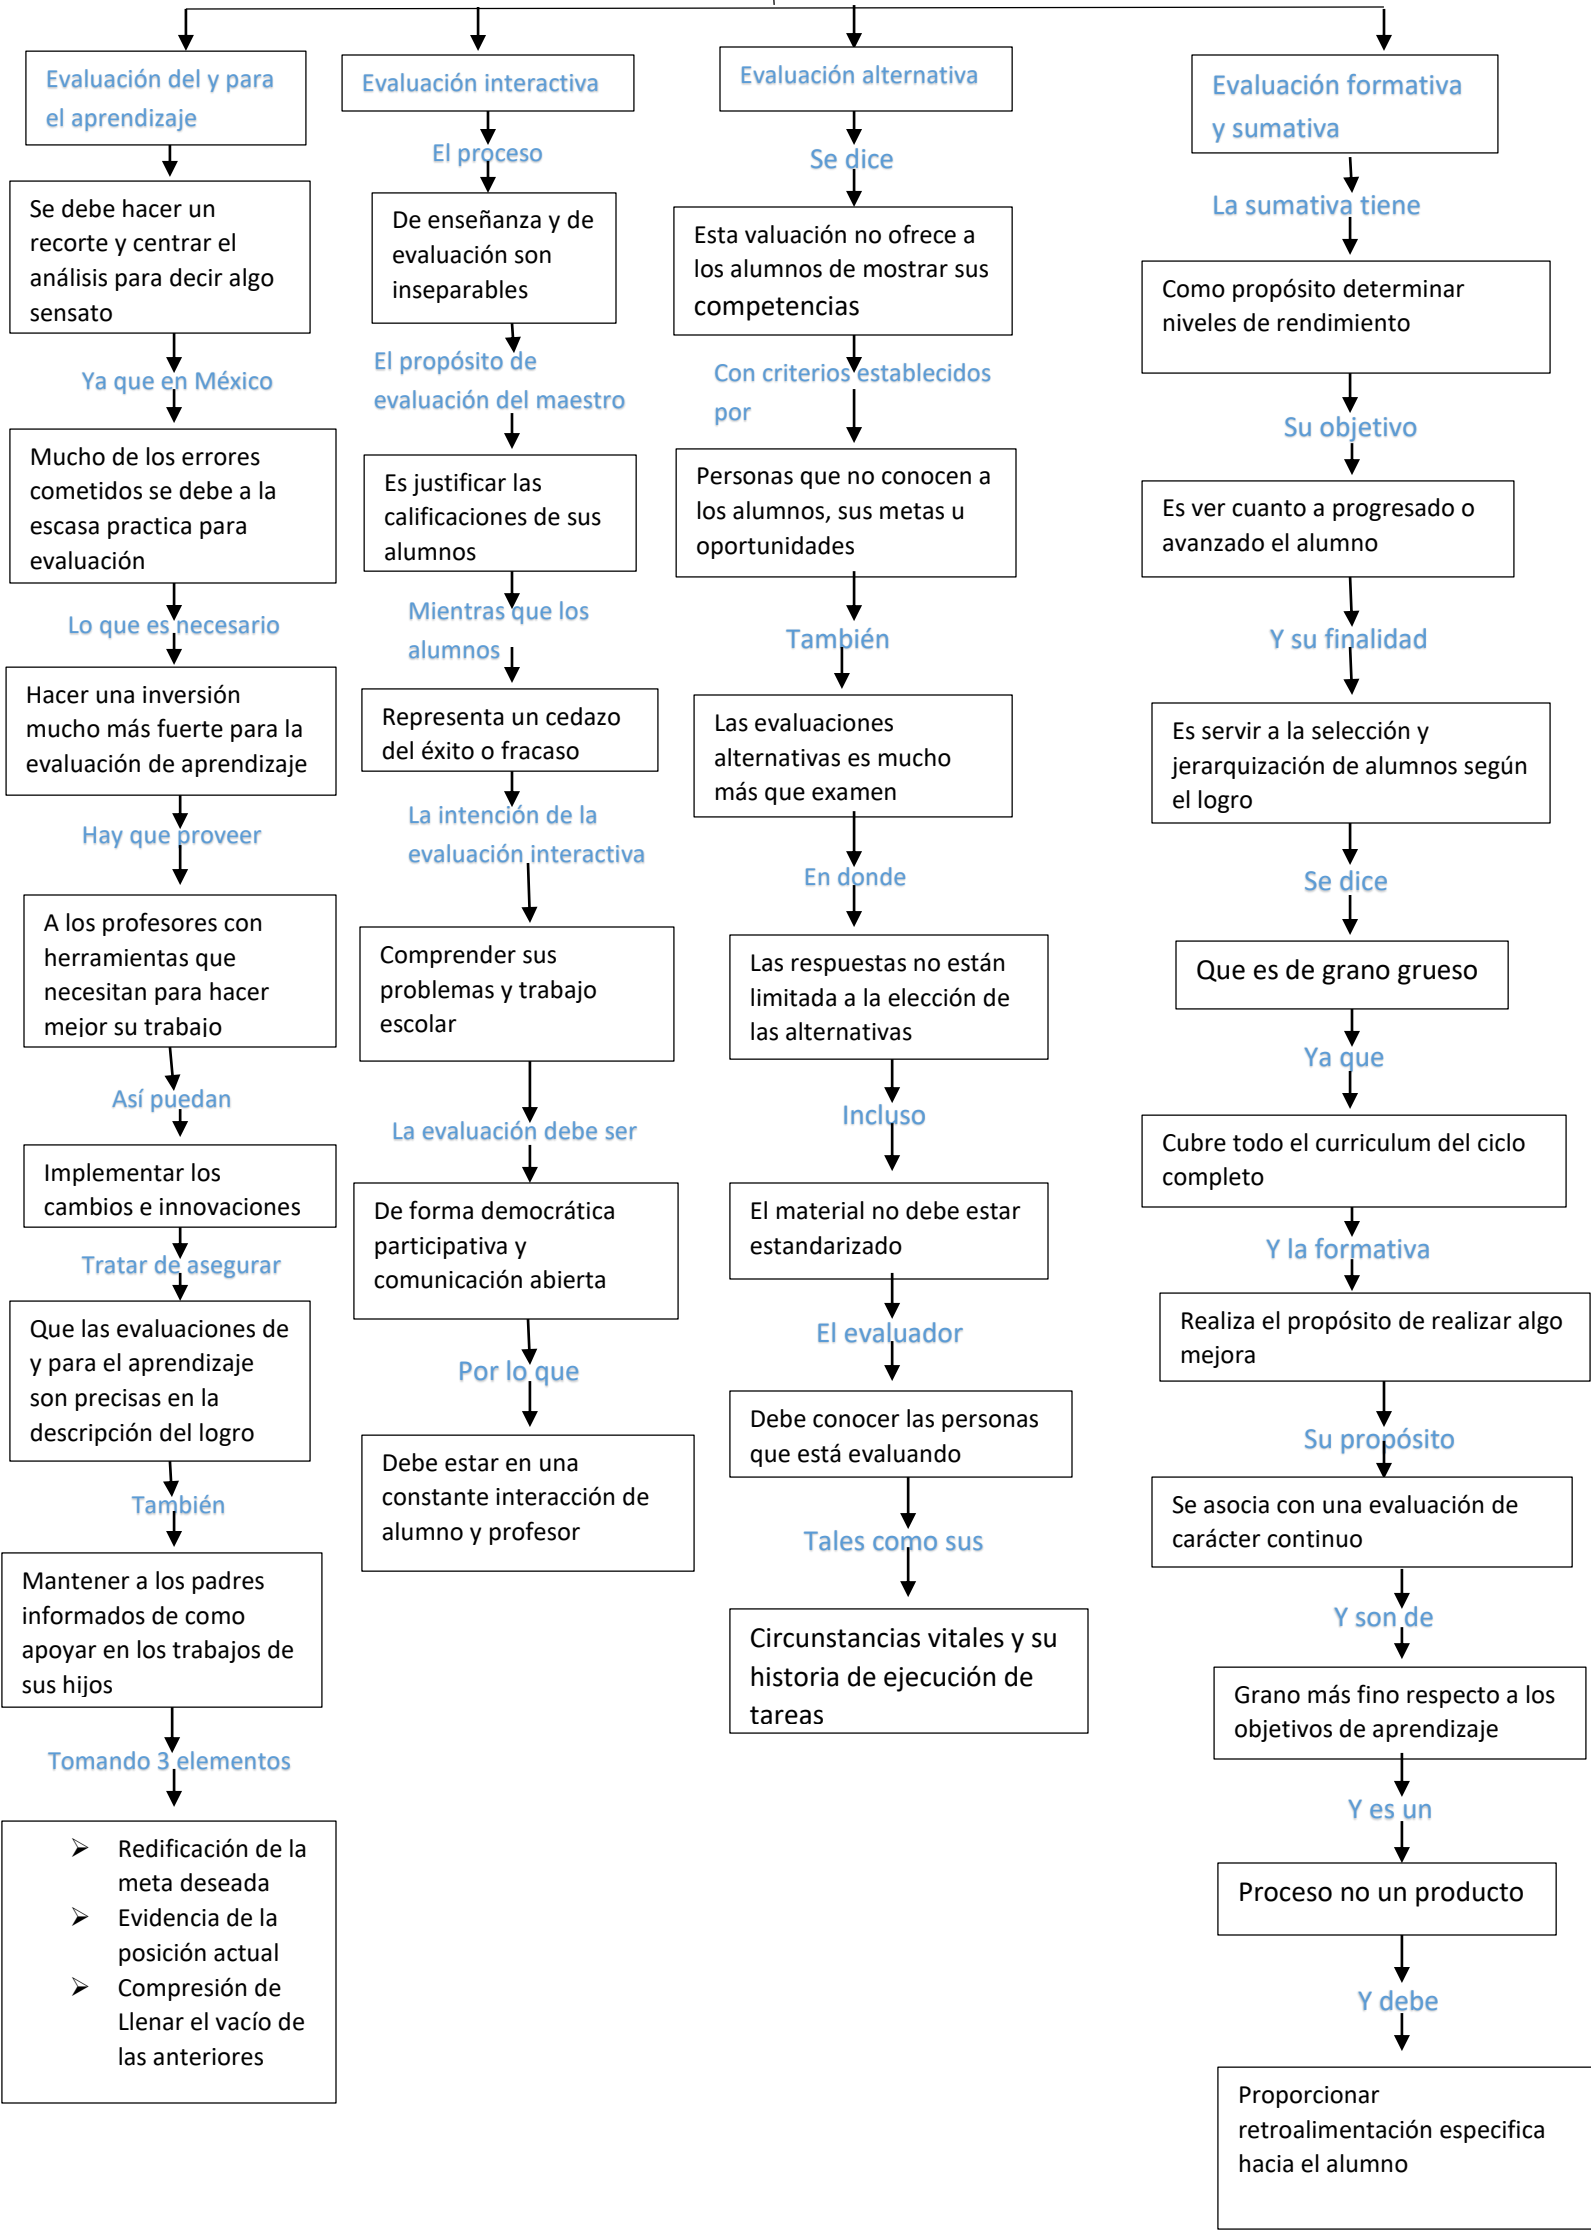 Evaluación del y para
el aprendizaje
Se debe hacer un
recorte y centrar el
análisis para decir algo
sensato
Ya que en México
Mucho de los errores
cometidos se debe a la
escasa practica para
evaluación
Lo que es necesario
Hacer una inversión
mucho más fuerte para la
evaluación de aprendizaje
Hay que proveer
A los profesores con
herramientas que
necesitan para hacer
mejor su trabajo
Así puedan
Implementar los
cambios e innovaciones
Tratar de asegurar
Que las evaluaciones de
y para el aprendizaje
son precisas en la
descripción del logro
También
Mantener a los padres
informados de como
apoyar en los trabajos de
sus hijos
Tomando 3 elementos
➢ Redificación de la
meta deseada
➢ Evidencia de la
posición actual
➢ Compresión de
Llenar el vacío de
las anteriores
Evaluación interactiva
El proceso
De enseñanza y de
evaluación son
inseparables
El propósito de
evaluación del maestro
Es justificar las
calificaciones de sus
alumnos
Mientras que los
alumnos
Representa un cedazo
del éxito o fracaso
La intención de la
evaluación interactiva
Comprender sus
problemas y trabajo
escolar
La evaluación debe ser
De forma democrática
participativa y
comunicación abierta
Por lo que
Debe estar en una
constante interacción de
alumno y profesor
Evaluación alternativa
Se dice
Esta valuación no ofrece a
los alumnos de mostrar sus
competencias
Con criterios establecidos
por
Personas que no conocen a
los alumnos, sus metas u
oportunidades
También
Las evaluaciones
alternativas es mucho
más que examen
En donde
Las respuestas no están
limitada a la elección de
las alternativas
Incluso
El material no debe estar
estandarizado
El evaluador
Debe conocer las personas
que está evaluando
Tales como sus
Circunstancias vitales y su
historia de ejecución de
tareas
Evaluación formativa
y sumativa
La sumativa tiene
Como propósito determinar
niveles de rendimiento
Su objetivo
Es ver cuanto a progresado o
avanzado el alumno
Y su finalidad
Es servir a la selección y
jerarquización de alumnos según
el logro
Se dice
Que es de grano grueso
Ya que
Cubre todo el curriculum del ciclo
completo
Y la formativa
Realiza el propósito de realizar algo
mejora
Su propósito
Se asocia con una evaluación de
carácter continuo
Y son de
Grano más fino respecto a los
objetivos de aprendizaje
Y es un
Proceso no un producto
Y debe
Proporcionar
retroalimentación especifica
hacia el alumno